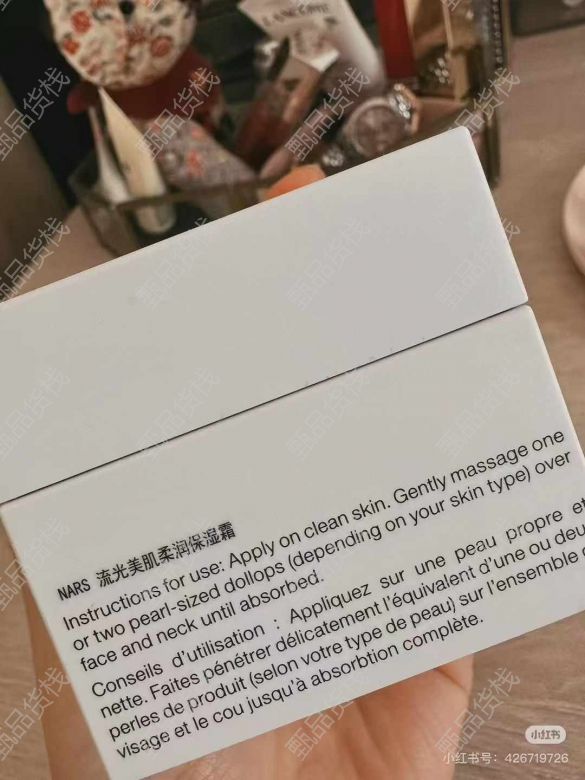 LANCOME
NARS 流光美肌柔润保湿霜
Instructions for use: Apply on clean skin. Gently massage one
or two pearl-sized dollops (depending on your skin type) over
face and neck until absorbed.
Conseils d'utilisation : Appliquez sur une peau propre et
nette. Faites pénétrer délicatement l'équivalent d'une ou deux
perles de produit (selon votre type de peau) sur l'ensemble
visage et le cou jusqu'à absorbtion complète.
甄品货栈
小红书
小红书号：426719726